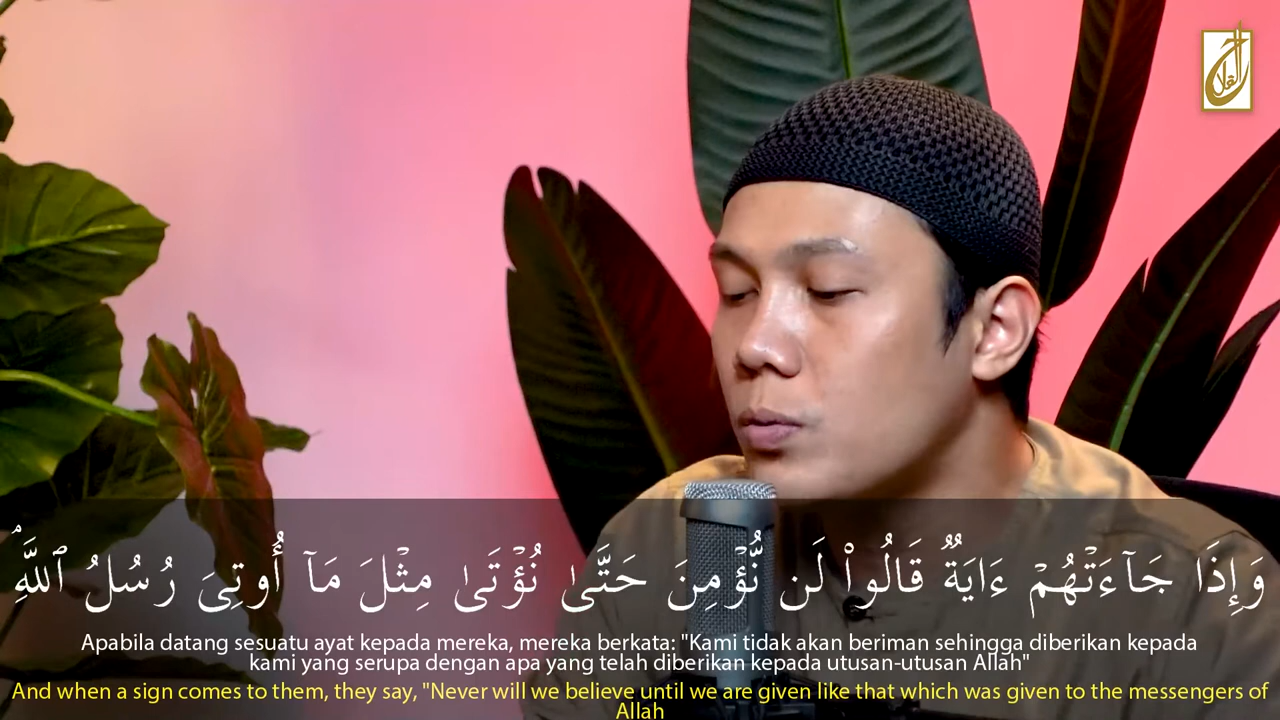 وَإِذَا جَآءَتْهُمْ ءَايَةٌ قَالُوا۟ لَن نُّؤْمِنَ حَتَّىٰ نُؤْتَىٰ مِثْلَ مَآ أُوتِىَ رُسُلُ ٱللَّهِ ۘ
Apabila datang sesuatu ayat kepada mereka, mereka berkata: "Kami tidak akan beriman sehingga diberikan kepada
kami yang serupa dengan apa yang telah diberikan kepada utusan-utusan Allah"
And when a sign comes to them, they say, "Never will we believe until we are given like that which was given to the messengers of
Allah